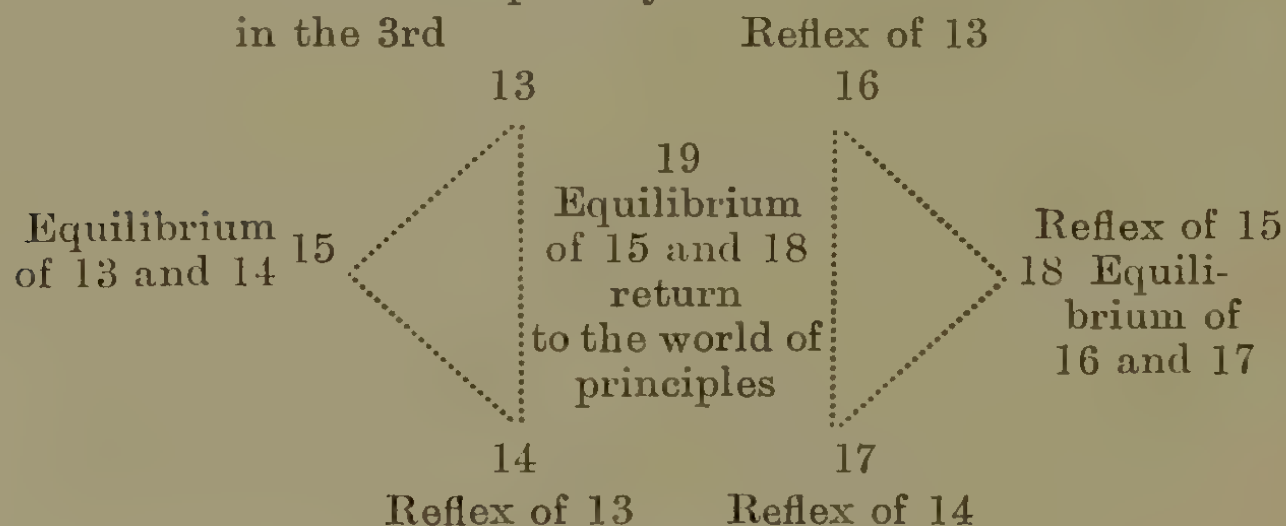 in the 3rd Reflex of 13
13 16
19
Equilibrium
Equilibrium of 13 and 14
15
of 15 and 18
return
to the world of
principles
Reflex of 15
18 Equili-
brium of
16 and 17
14 17
Reflex of 13 Reflex of 14